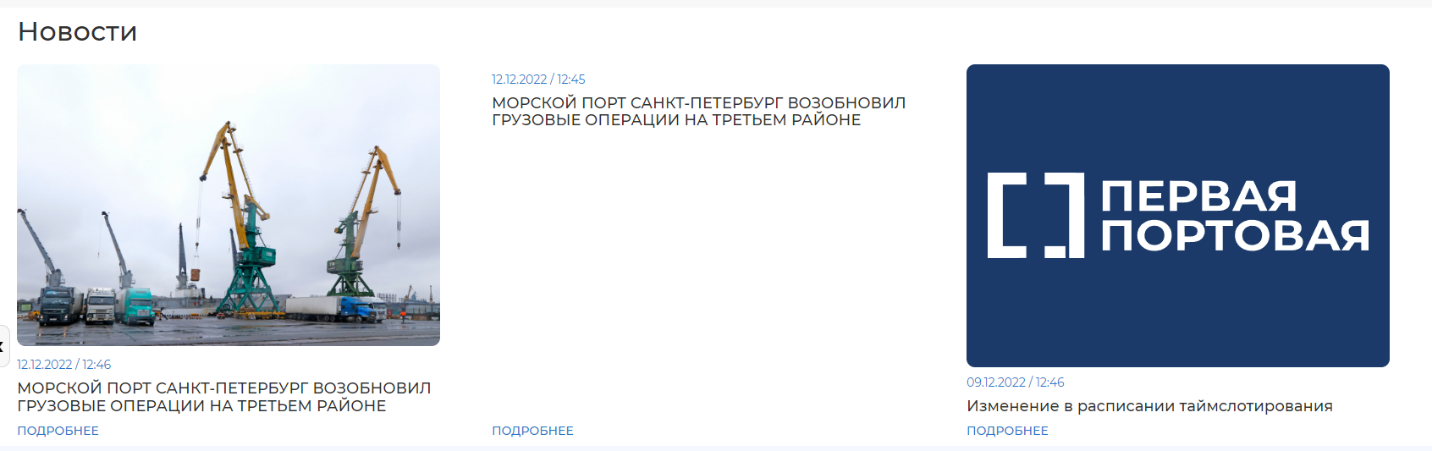 Новости
12.12.2022 / 12:46
МОРСКОЙ ПОРТ САНКТ-ПЕТЕРБУРГ ВОЗОБНОВИЛ
ГРУЗОВЫЕ ОПЕРАЦИИ НА ТРЕТЬЕМ РАЙОНЕ
ПОДРОБНЕЕ
12.12.2022 / 12:45
МОРСКОЙ ПОРТ САНКТ-ПЕТЕРБУРГ ВОЗОБНОВИЛ
ГРУЗОВЫЕ ОПЕРАЦИИ НА ТРЕТЬЕМ РАЙОНЕ
ПОДРОБНЕЕ
ПЕРВАЯ
ПОРТОВАЯ
09.12.2022 / 12:46
Изменение в расписании таймслотирования
ПОДРОБНЕЕ